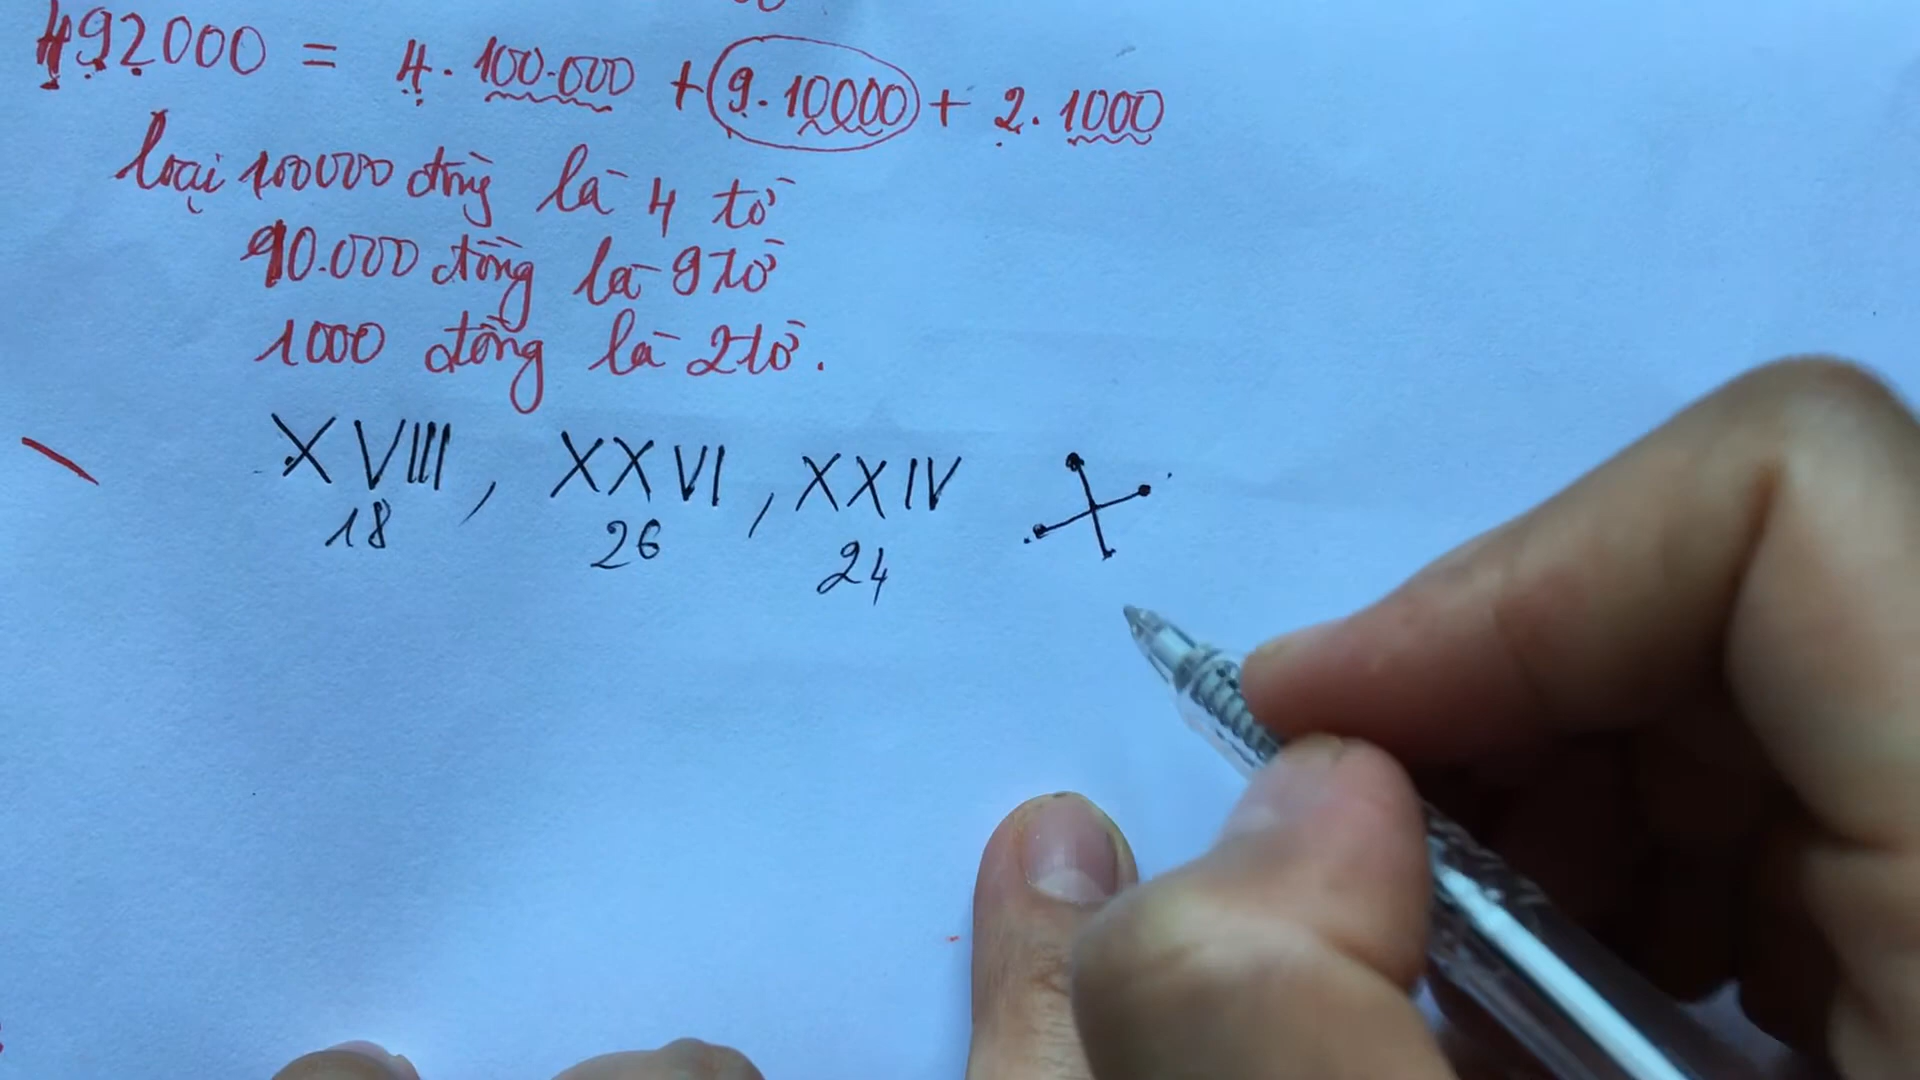 492000 = 4.100.000 + 9.10000 + 2.1000
loại 100000 đồng là 4 tờ
10.000 đồng là 9 tờ
1000 đồng là 2 tờ.
XVIII, XXVI, XXIV X
18 26 24